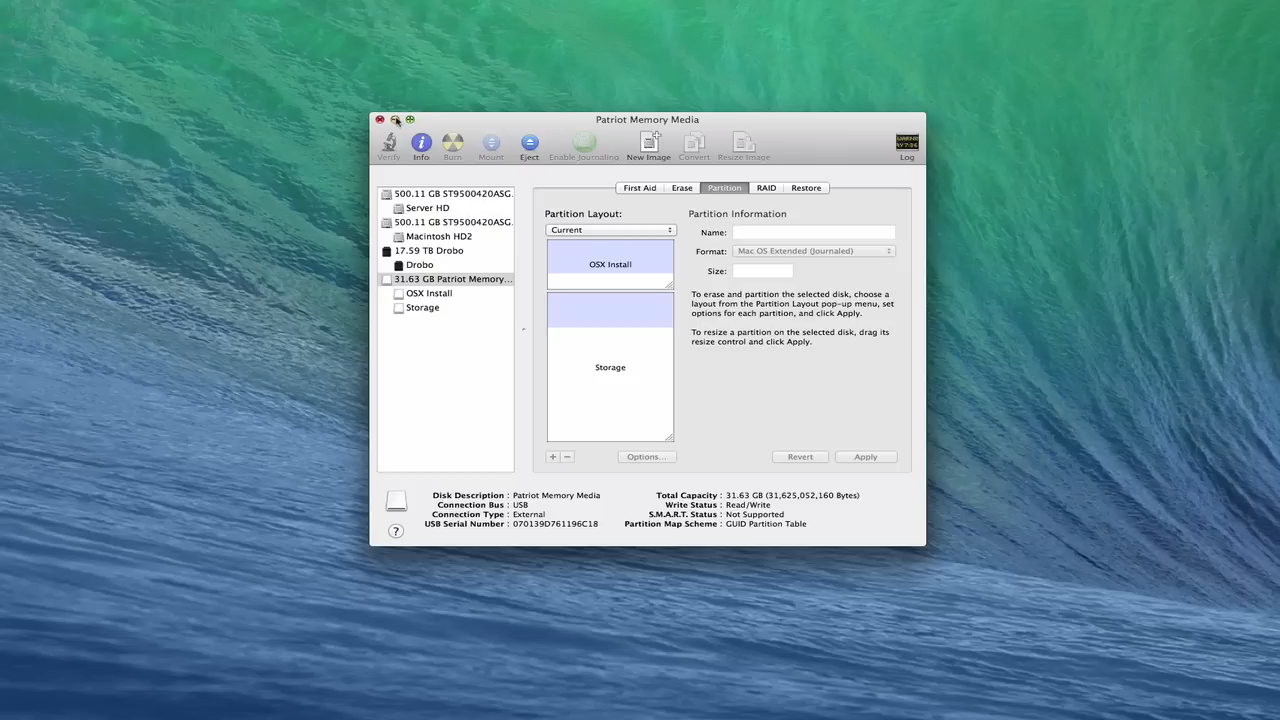 Patriot Memory Media
Verify Info Burn Mount Eject Enable Journaling New Image Convert Resize Image Log
500.11 GB ST9500420ASG...
Server HD
500.11 GB ST9500420ASG...
Macintosh HD2
17.59 TB Drobo
Drobo
31.63 GB Patriot Memory...
OSX Install
Storage
First Aid Erase Partition RAID Restore
Partition Layout:
Current
OSX Install
Storage
Options...
Partition Information
Name:
Format: Mac OS Extended (Journaled)
Size:
To erase and partition the selected disk, choose a
layout from the Partition Layout pop-up menu, set
options for each partition, and click Apply.
To resize a partition on the selected disk, drag its
resize control and click Apply.
Revert Apply
Disk Description : Patriot Memory Media
Connection Bus : USB
Connection Type : External
USB Serial Number : 070139D761196C18
Total Capacity : 31.63 GB (31,625,052,160 Bytes)
Write Status : Read/Write
S.M.A.R.T. Status : Not Supported
Partition Map Scheme : GUID Partition Table
?